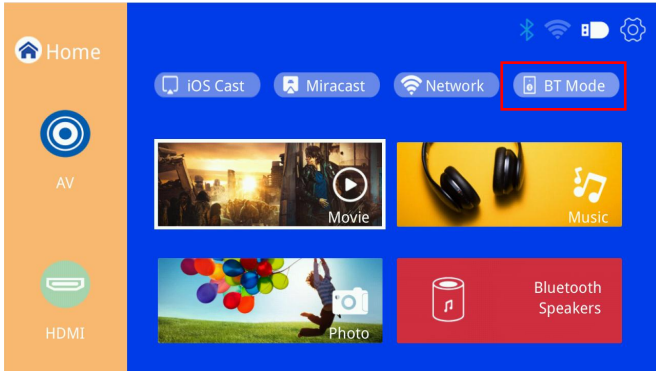 Home
iOS Cast
Miracast
Network
BT Mode
AV
Movie
Music
HDMI
Photo
Bluetooth
Speakers